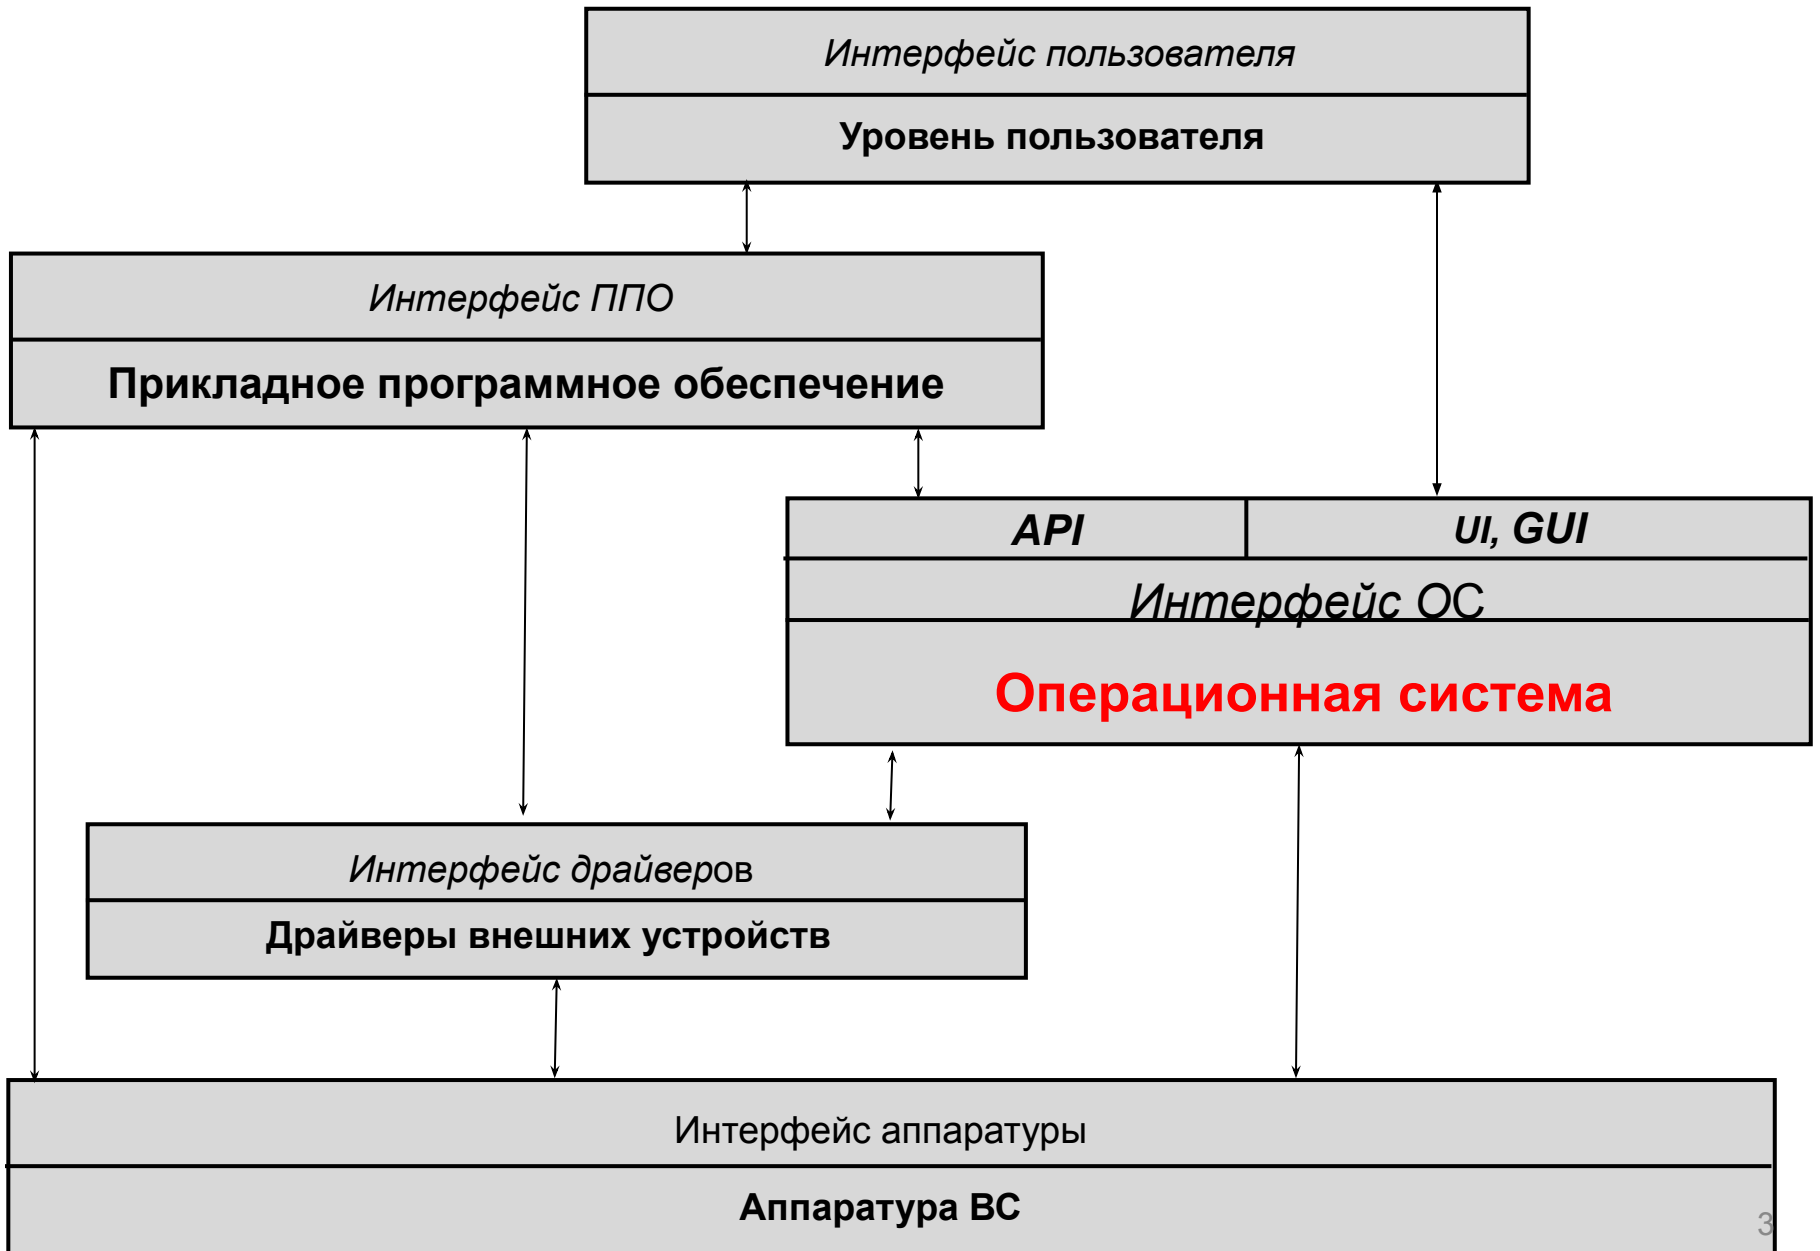 Интерфейс пользователя
Уровень пользователя
Интерфейс ППО
Прикладное программное обеспечение
API
UI, GUI
Интерфейс ОС
Операционная система
Интерфейс драйверов
Драйверы внешних устройств
Интерфейс аппаратуры
Аппаратура ВС
3